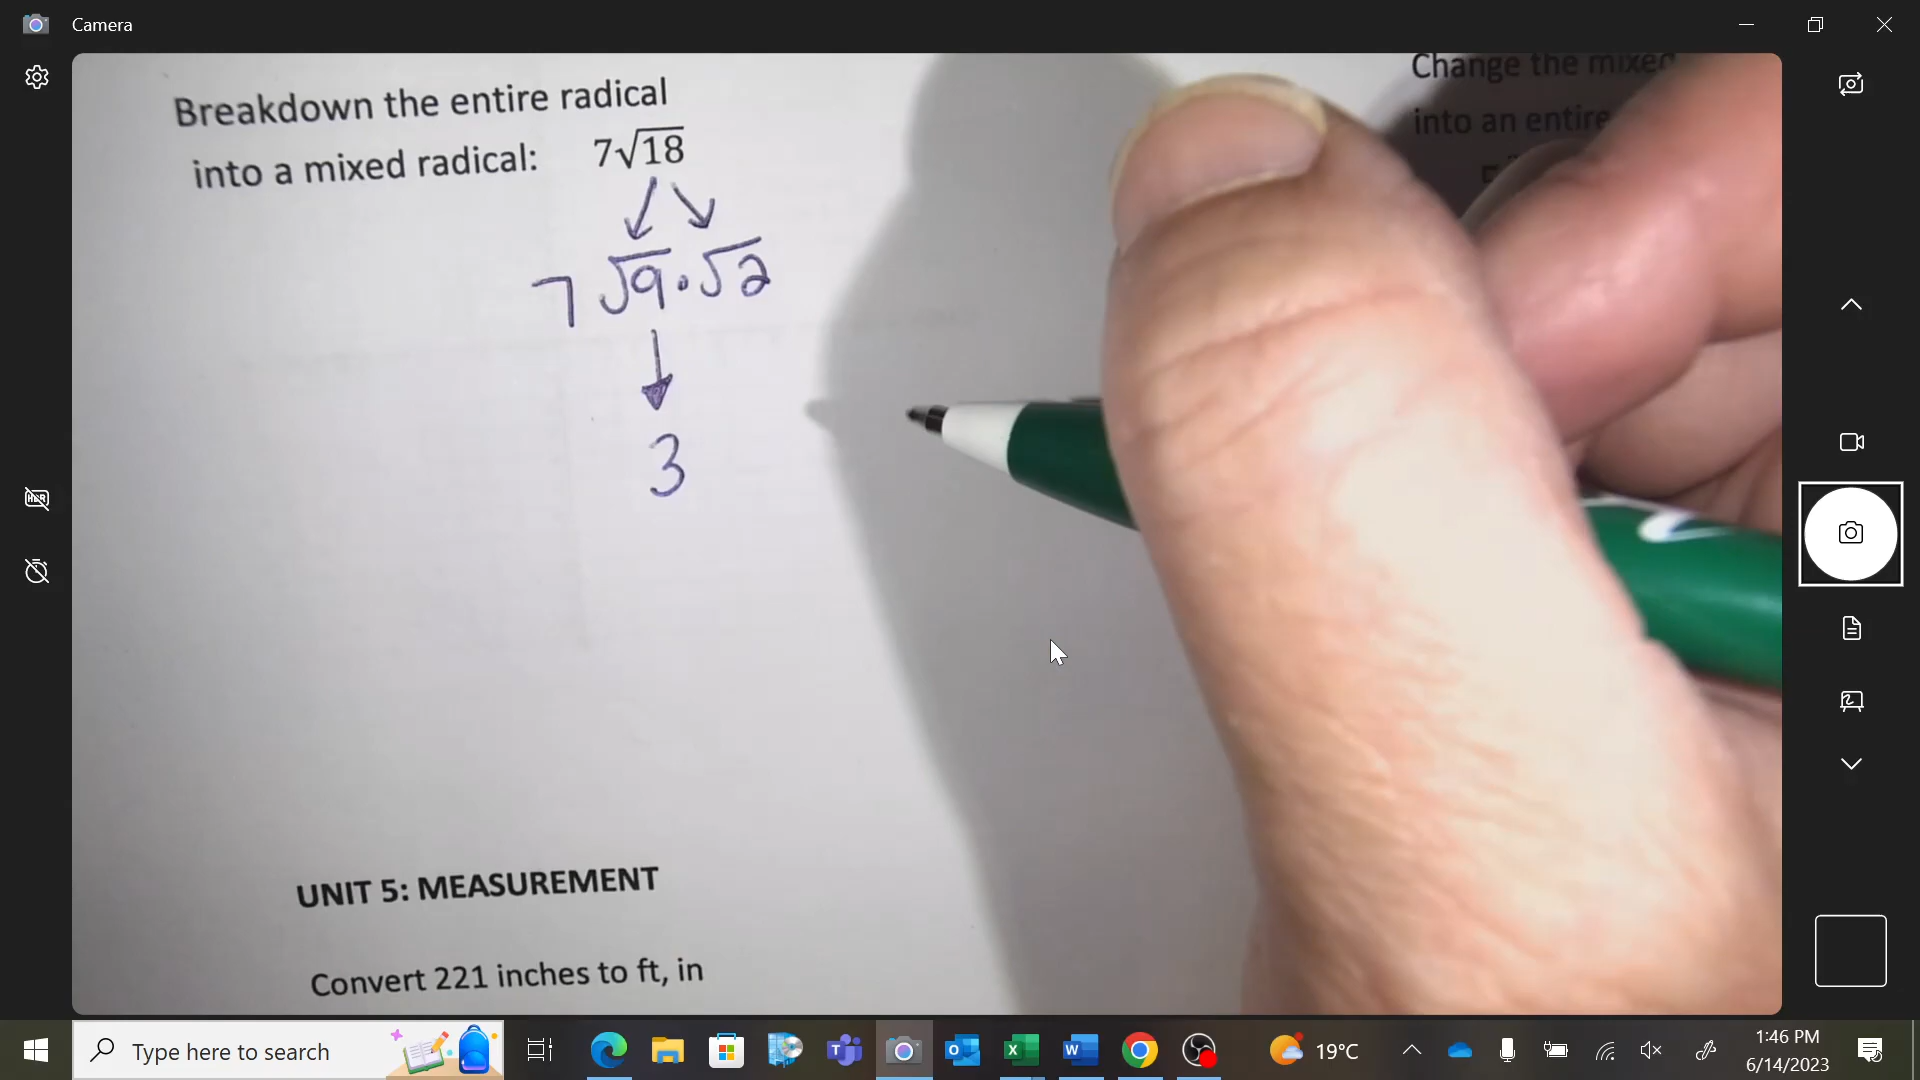 Camera
Breakdown the entire radical
into a mixed radical: 7√18
7 √9 · √2
3
Change the mixed
into an entire
UNIT 5: MEASUREMENT
Convert 221 inches to ft, in
Type here to search
19°C
1:46 PM
6/14/2023